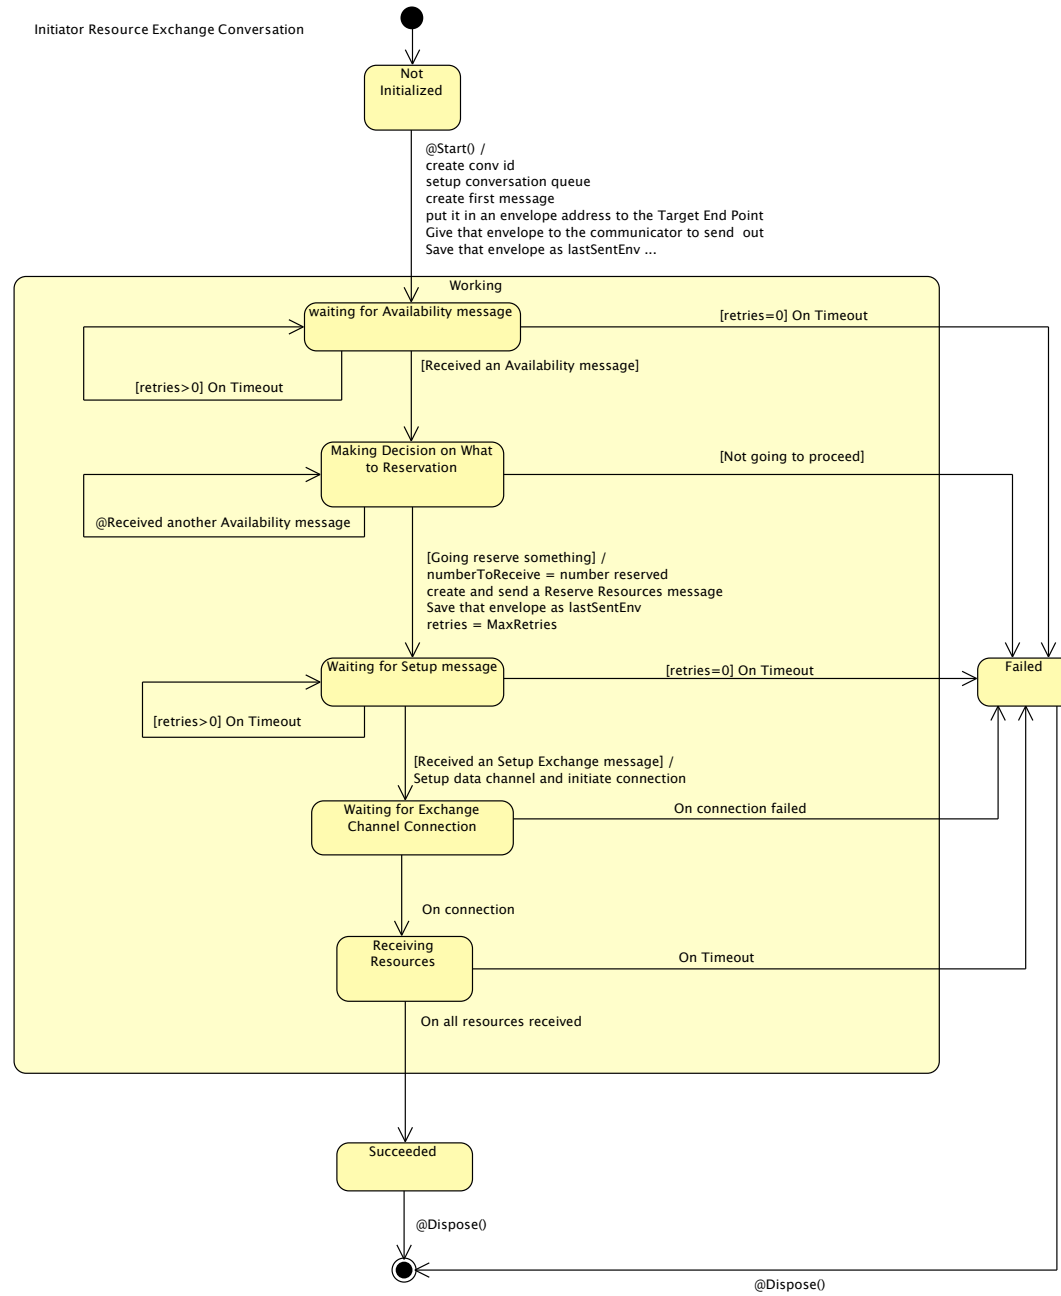 Initiator Resource Exchange Conversation
Not
Initialized
@Start() /
create conv id
setup conversation queue
create first message
put it in an envelope address to the Target End Point
Give that envelope to the communicator to send  out
Save that envelope as lastSentEnv ...
Working
waiting for Availability message
[retries=0] On Timeout
[Received an Availability message]
[retries>0] On Timeout
Making Decision on What
to Reservation
[Not going to proceed]
@Received another Availability message
[Going reserve something] /
numberToReceive = number reserved
create and send a Reserve Resources message
Save that envelope as lastSentEnv
retries = MaxRetries
Waiting for Setup message
[retries=0] On Timeout
Failed
[retries>0] On Timeout
[Received an Setup Exchange message] /
Setup data channel and initiate connection
Waiting for Exchange
Channel Connection
On connection failed
On connection
Receiving
Resources
On Timeout
On all resources received
Succeeded
@Dispose()
@Dispose()